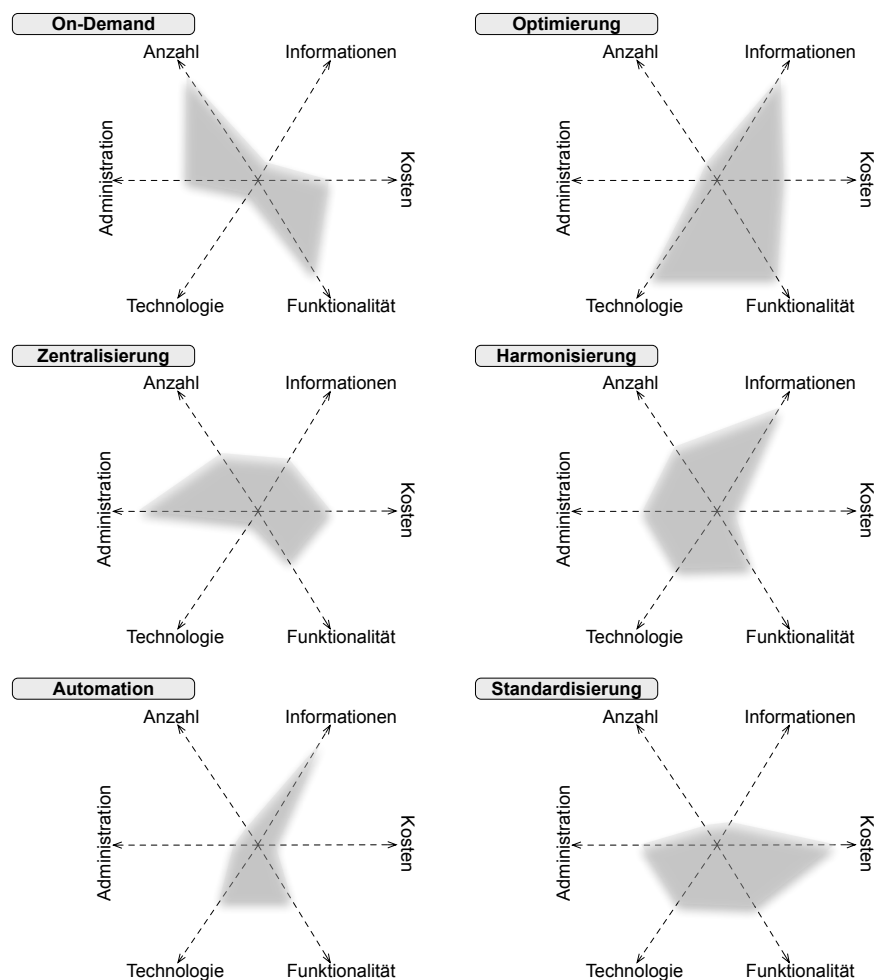 On-Demand
Anzahl
Informationen
Administration
Kosten
Technologie
Funktionalität
Optimierung
Anzahl
Informationen
Administration
Kosten
Technologie
Funktionalität
Zentralisierung
Anzahl
Informationen
Administration
Kosten
Technologie
Funktionalität
Harmonisierung
Anzahl
Informationen
Administration
Kosten
Technologie
Funktionalität
Automation
Anzahl
Informationen
Administration
Kosten
Technologie
Funktionalität
Standardisierung
Anzahl
Informationen
Administration
Kosten
Technologie
Funktionalität